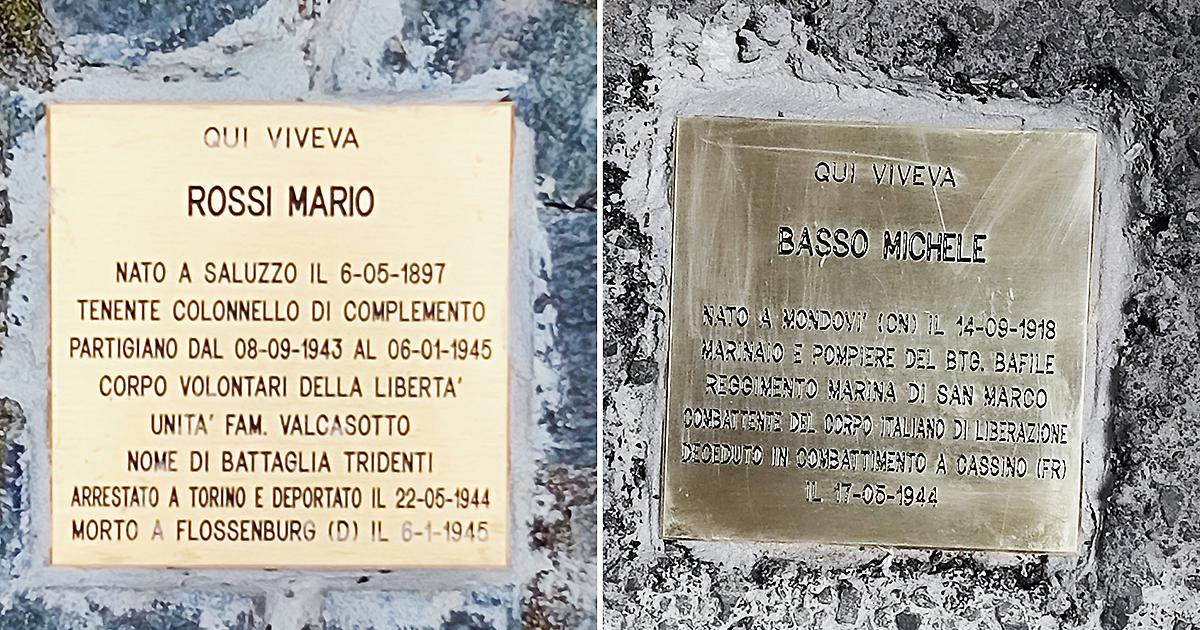 QUI VIVEVA
ROSSI MARIO
NATO A SALUZZO IL 6-05-1897
TENENTE COLONNELLO DI COMPLEMENTO
PARTIGIANO DAL 08-09-1943 AL 06-01-1945
CORPO VOLONTARI DELLA LIBERTA'
UNITA' FAM. VALCASOTTO
NOME DI BATTAGLIA TRIDENTI
ARRESTATO A TORINO E DEPORTATO IL 22-05-1944
MORTO A FLOSSENBURG (D) IL 6-1-1945
QUI VIVEVA
BASSO MICHELE
NATO A MONDOVI' (CN) IL 14-09-1918
MARINAIO E POMPIERE DEL BTG. BAFILE
REGGIMENTO MARINA DI SAN MARCO
COMBATTENTE DEL CORPO ITALIANO DI LIBERAZIONE
DECEDUTO IN COMBATTIMENTO A CASSINO (FR)
IL 17-05-1944